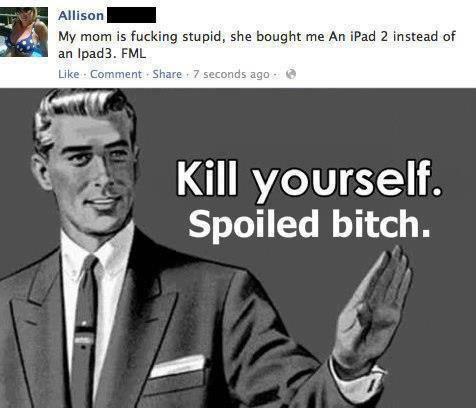 Allison
My mom is fucking stupid, she bought me An iPad 2 instead of
an Ipad3. FML
Like · Comment · Share · 7 seconds ago ·
Kill yourself.
Spoiled bitch.